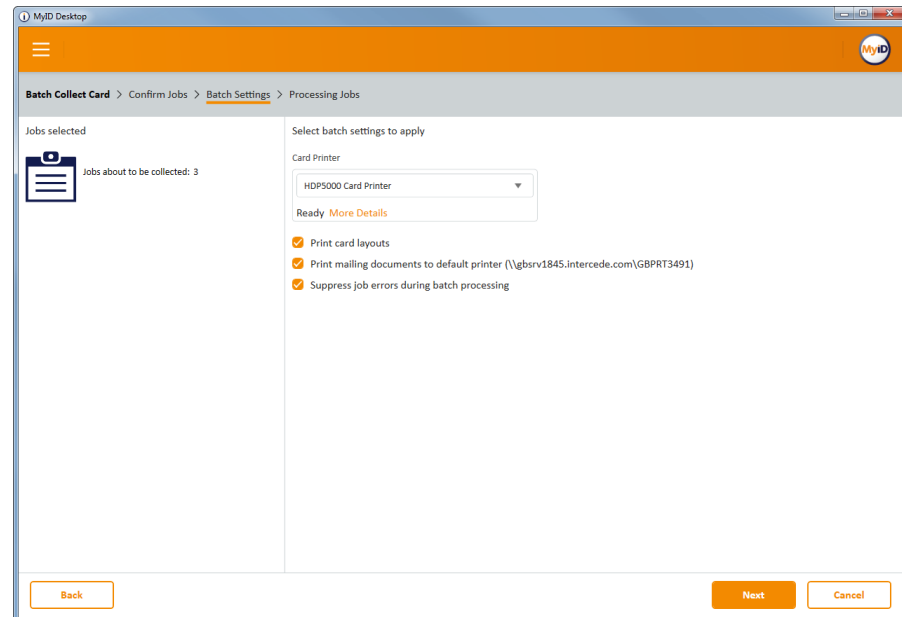 MyID Desktop
MyiD
Batch Collect Card > Confirm Jobs > Batch Settings > Processing Jobs
Jobs selected
Jobs about to be collected: 3
Select batch settings to apply
Card Printer
HDP5000 Card Printer
Ready More Details
Print card layouts
Print mailing documents to default printer (\\gbsrv1845.intercede.com\GBPRT3491)
Suppress job errors during batch processing
Back
Next
Cancel